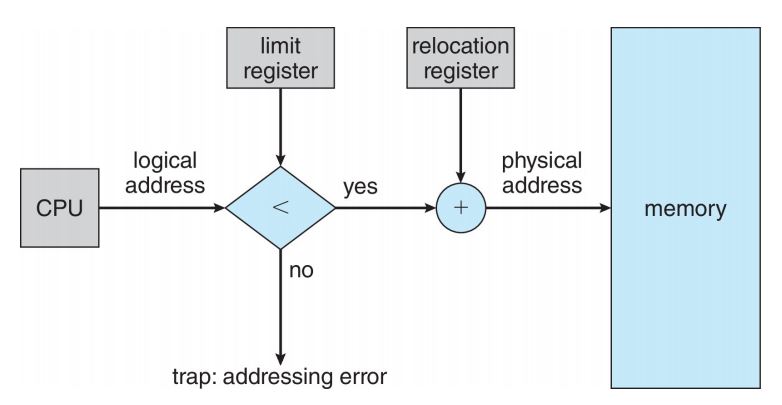 limit
register
relocation
register
logical
address
physical
address
CPU
<
yes
+
memory
no
trap: addressing error